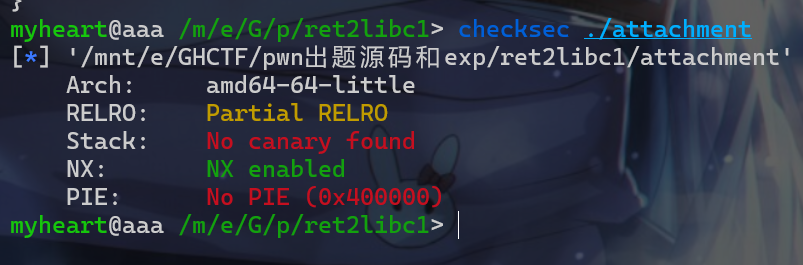 }
myheart@aaa /m/e/G/p/ret2libc1> checksec ./attachment
[*] '/mnt/e/GHCTF/pwn出题源码和exp/ret2libc1/attachment'
    Arch:     amd64-64-little
    RELRO:    Partial RELRO
    Stack:    No canary found
    NX:       NX enabled
    PIE:      No PIE (0x400000)
myheart@aaa /m/e/G/p/ret2libc1>